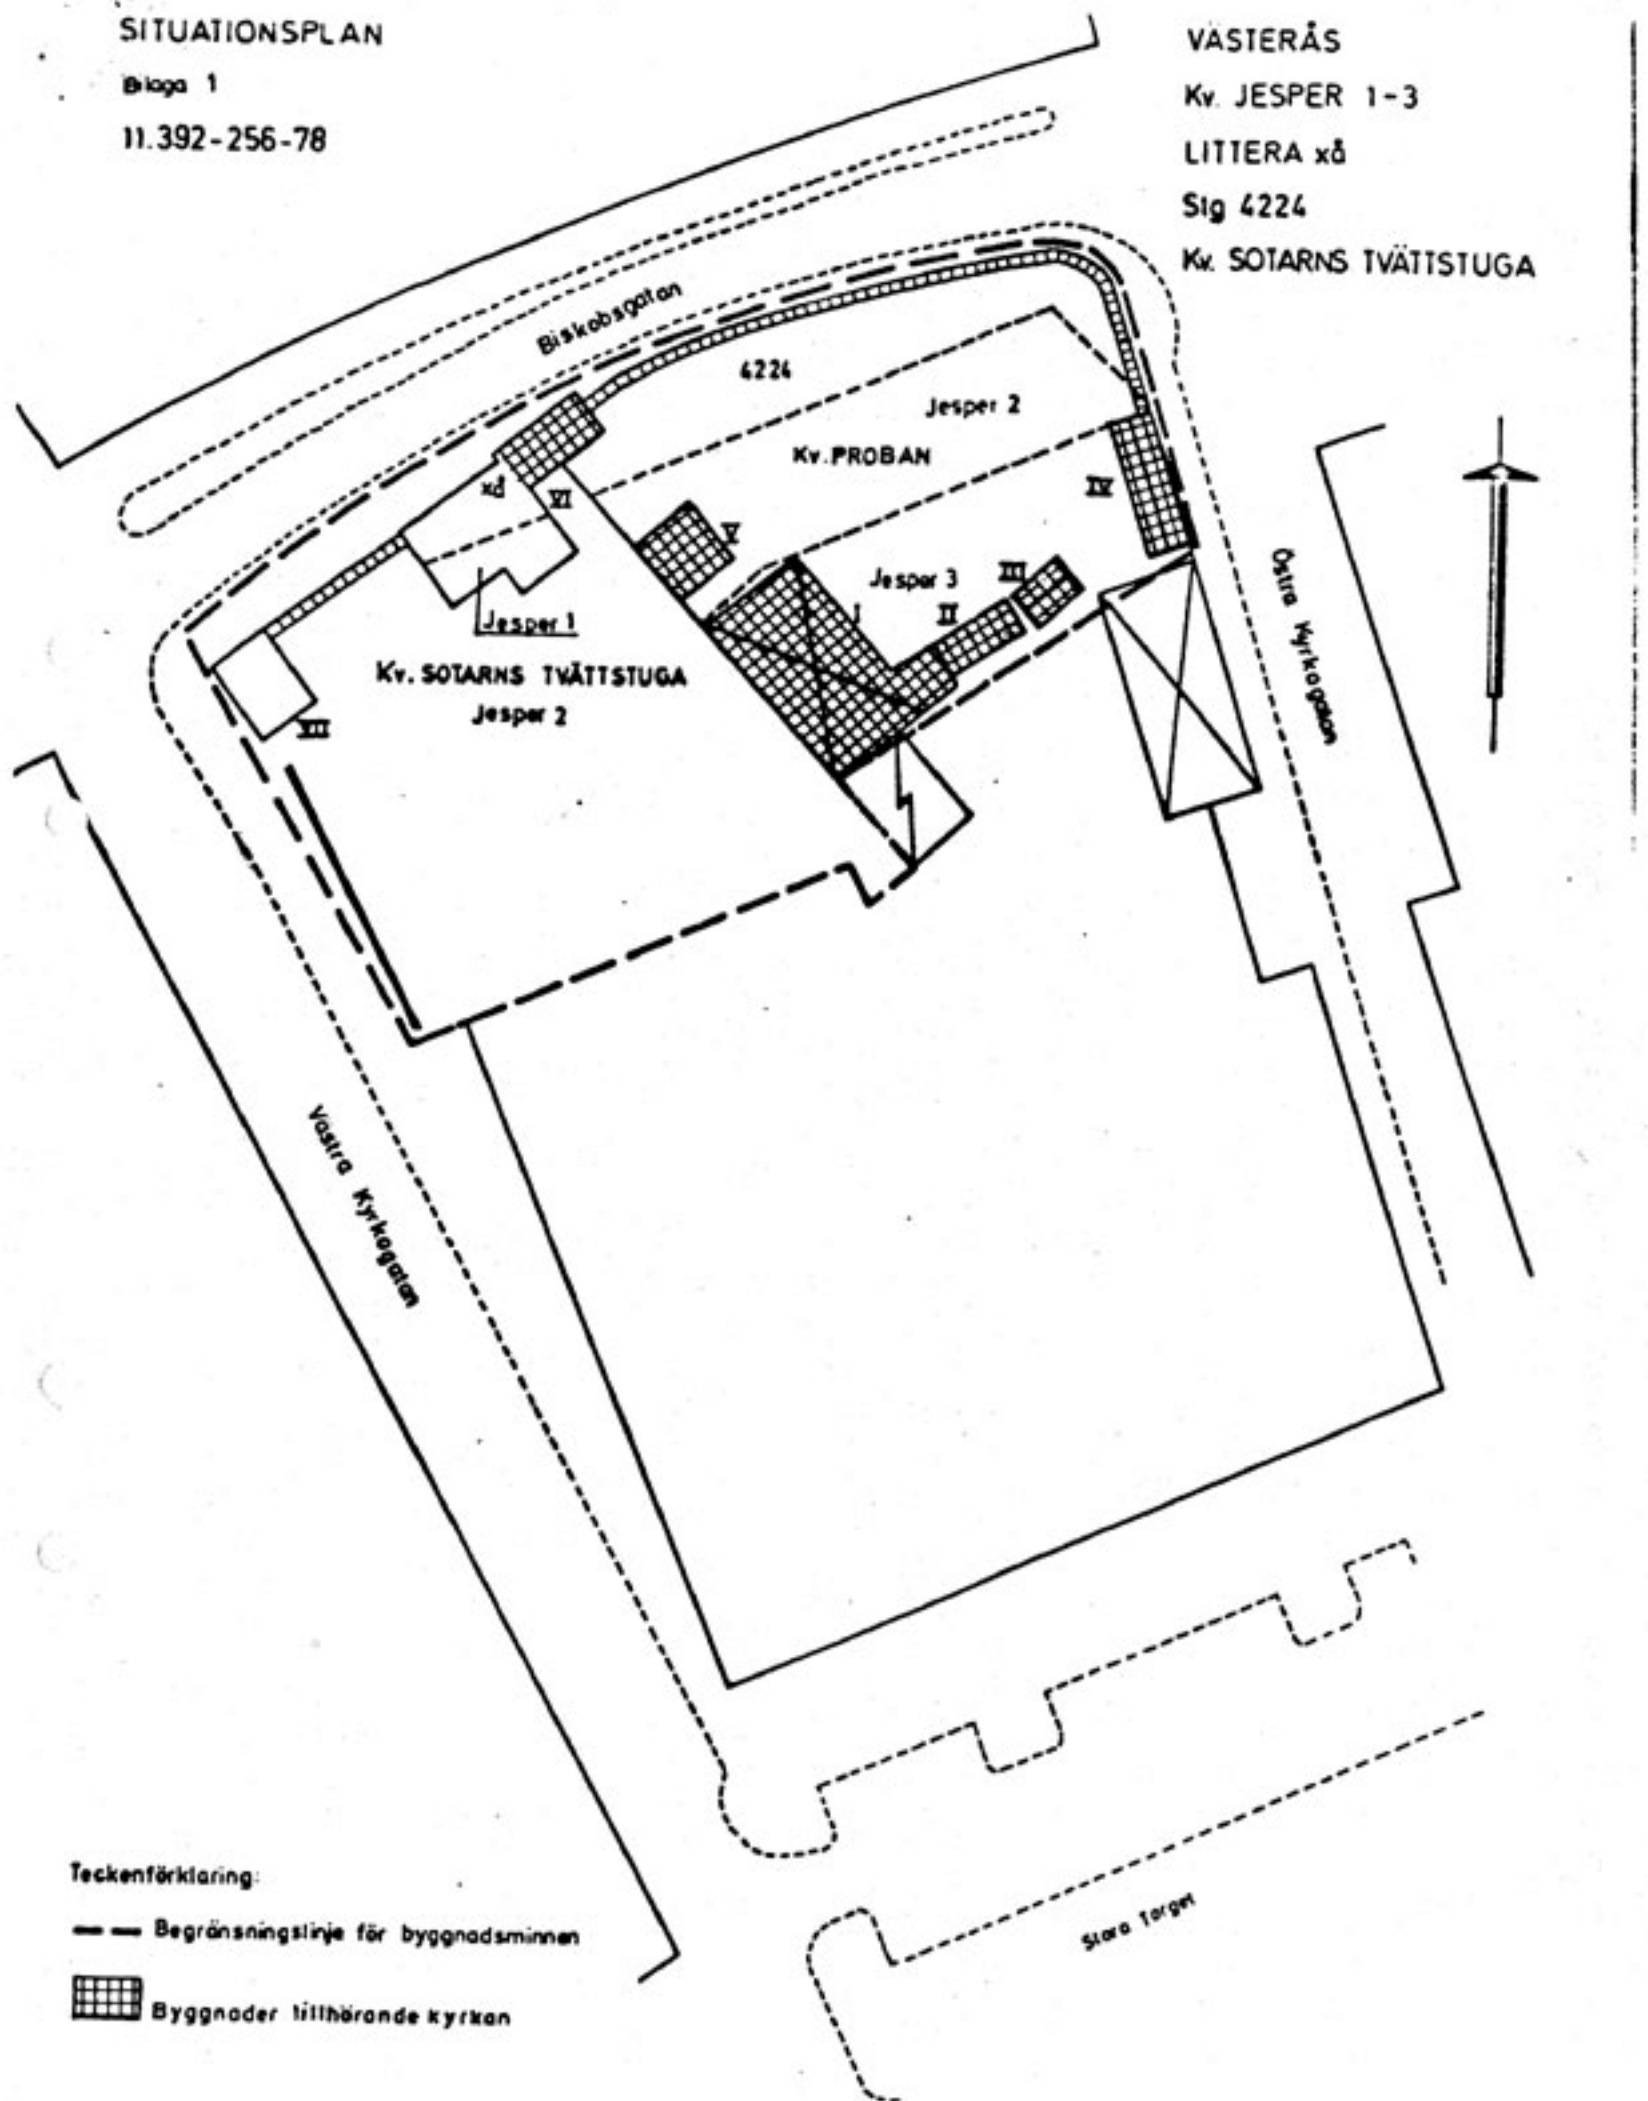 SITUATIONSPLAN
Bilaga 1
11.392-256-78
VÄSTERÅS
Kv. JESPER 1-3
LITTERA xå
Stg 4224
Kv. SOTARNS TVÄTTSTUGA
Biskobsgatan
4224
Jesper 2
Kv. PROBAN
xå
VI
V
IV
Jesper 3
III
II
I
Jesper 1
Kv. SOTARNS TVÄTTSTUGA
Jesper 2
VII
Östra Kyrkogatan
Västra Kyrkogatan
Stora Torget
Teckenförklaring:
Begränsningslinje för byggnadsminnen
Byggnader tillhörande kyrkan